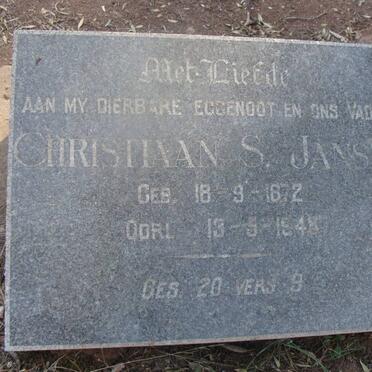 Met Liefde
AAN MY DIERBARE EGGENOOT EN ONS VAD
CHRISTIAAN S. JANS
GEB. 18-9-1872
OORL. 13-5-1948
GES. 20 VERS 9